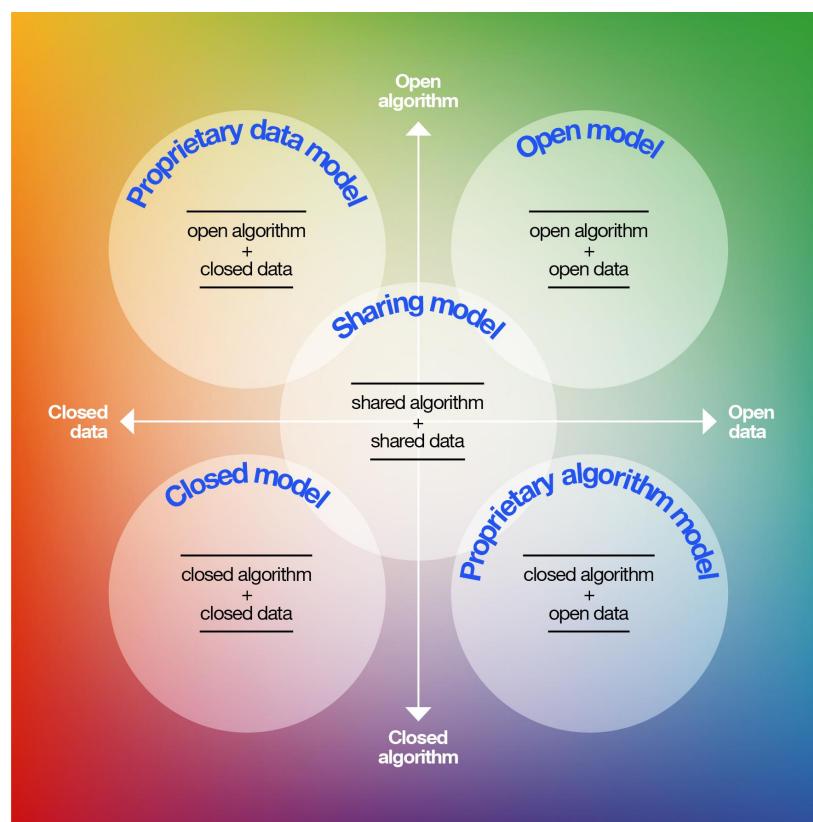 Open
algorithm
Proprietary data model
open algorithm
+
closed data
Open model
open algorithm
+
open data
Sharing model
shared algorithm
+
shared data
Closed
data
Open
data
Closed model
closed algorithm
+
closed data
Proprietary algorithm model
closed algorithm
+
open data
Closed
algorithm